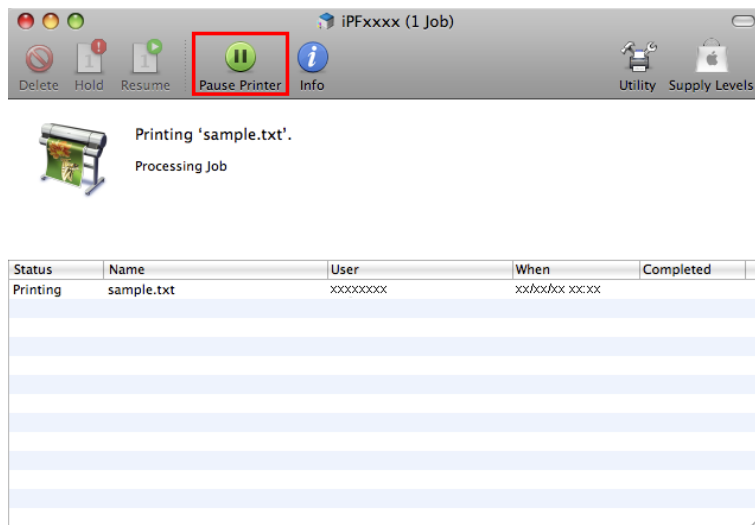 iPFxxxx (1 Job)
Delete Hold Resume Pause Printer Info Utility Supply Levels
Printing ‘sample.txt’.
Processing Job
Status Name User When Completed
Printing sample.txt xxxxxxxx xx/xx/xx xx:xx